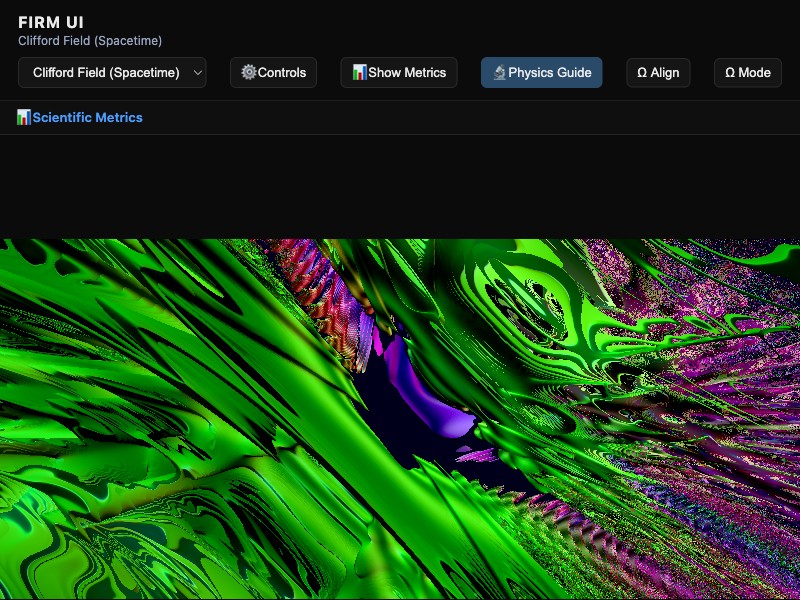 FIRM UI
Clifford Field (Spacetime)
Clifford Field (Spacetime) Controls Show Metrics Physics Guide Ω Align Ω Mode
Scientific Metrics